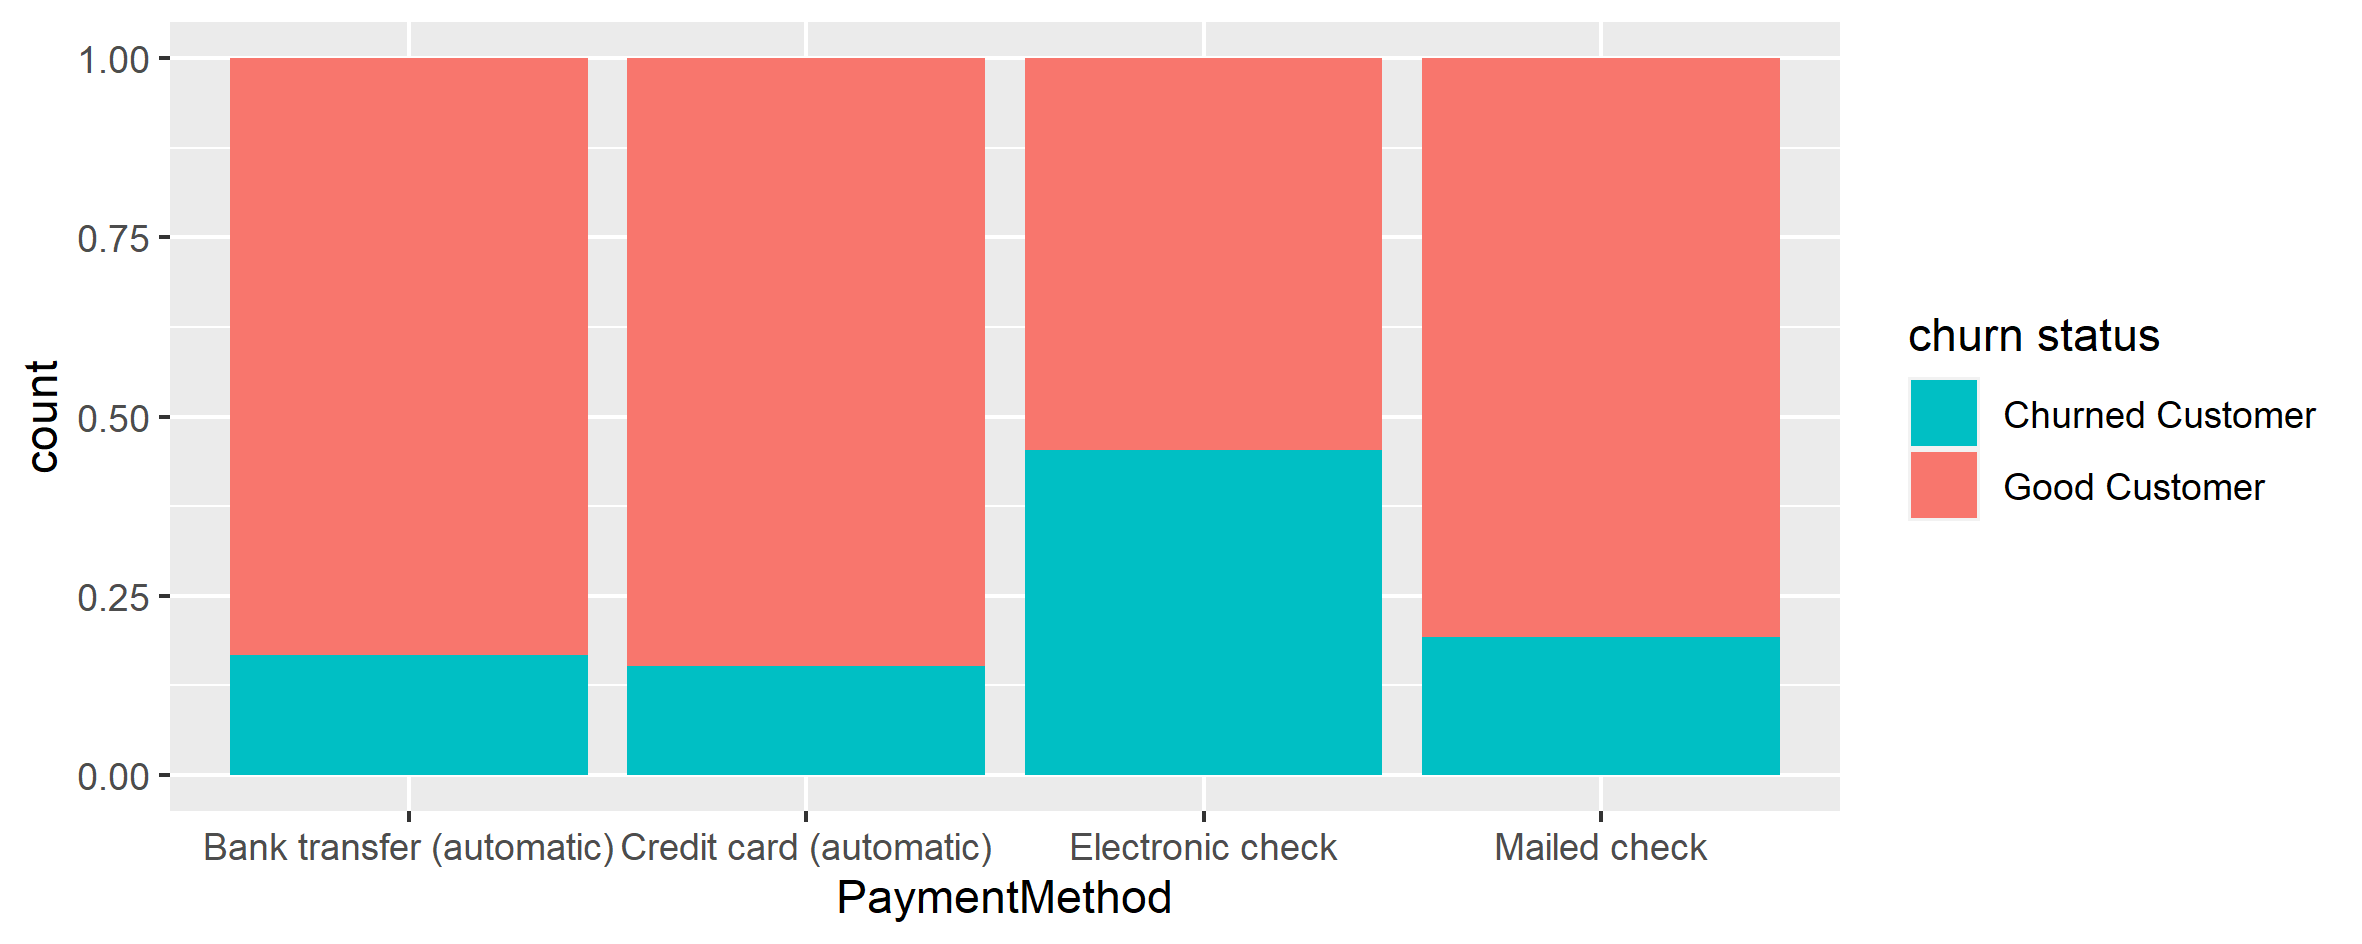 count
1.00
0.75
0.50
0.25
0.00
Bank transfer (automatic)
Credit card (automatic)
Electronic check
Mailed check
PaymentMethod
churn status
Churned Customer
Good Customer